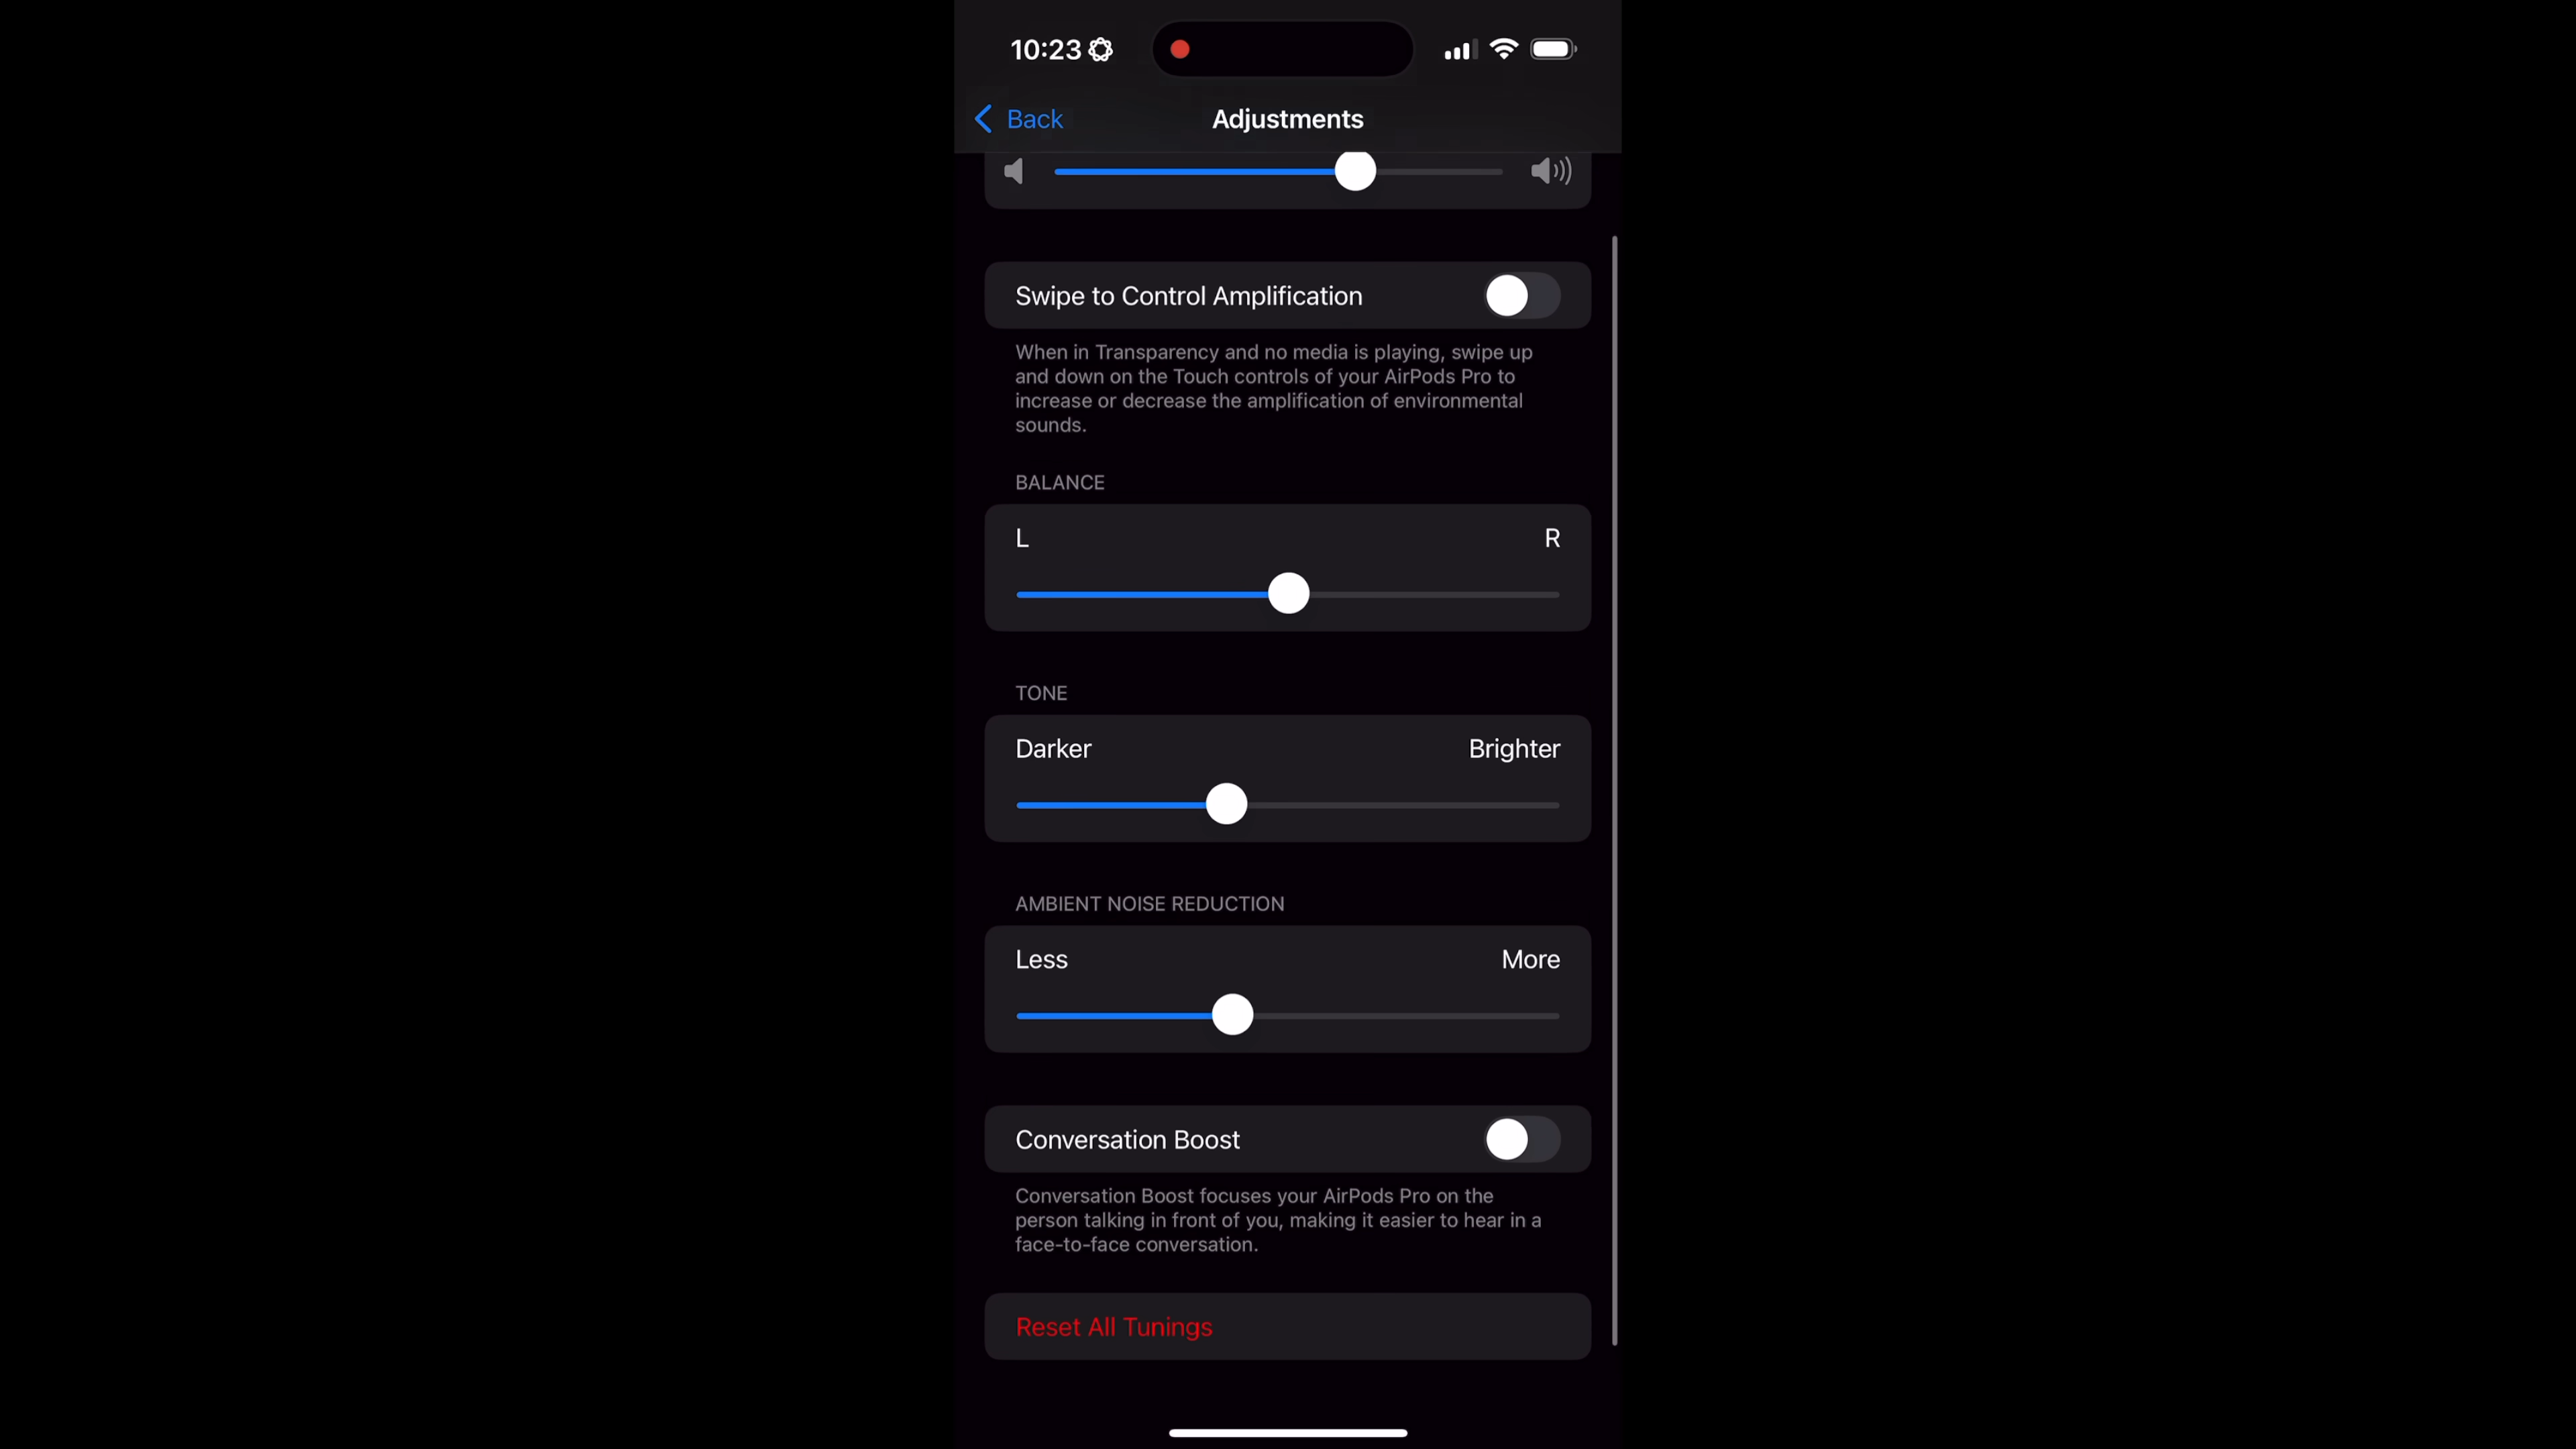 10:23
Back
Adjustments
Swipe to Control Amplification
When in Transparency and no media is playing, swipe up
and down on the Touch controls of your AirPods Pro to
increase or decrease the amplification of environmental
sounds.
BALANCE
L R
TONE
Darker Brighter
AMBIENT NOISE REDUCTION
Less More
Conversation Boost
Conversation Boost focuses your AirPods Pro on the
person talking in front of you, making it easier to hear in a
face-to-face conversation.
Reset All Tunings